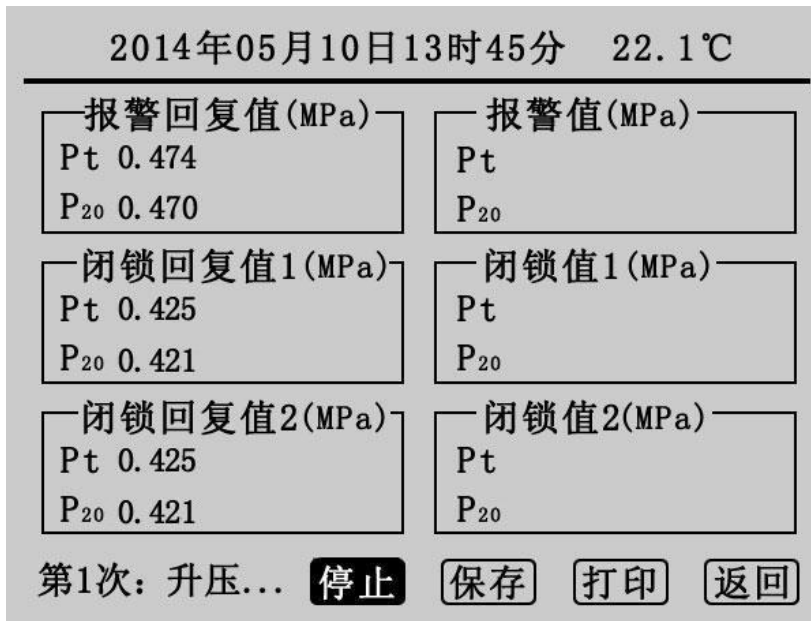 2014年05月10日13时45分 22.1℃
报警回复值(MPa) 报警值(MPa)
Pt 0.474 Pt
P₂₀ 0.470 P₂₀
闭锁回复值1(MPa) 闭锁值1(MPa)
Pt 0.425 Pt
P₂₀ 0.421 P₂₀
闭锁回复值2(MPa) 闭锁值2(MPa)
Pt 0.425 Pt
P₂₀ 0.421 P₂₀
第1次：升压... 停止 保存 打印 返回